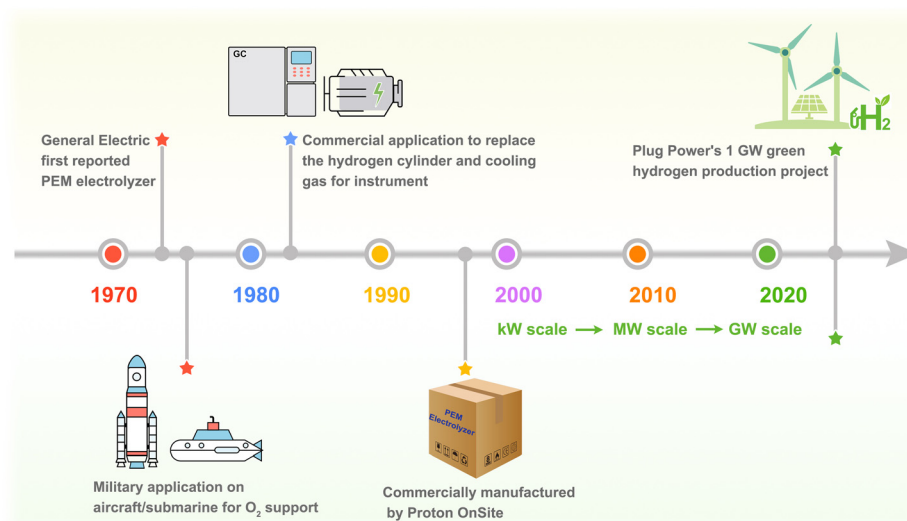 GC
General Electric
first reported
PEM electrolyzer
Commercial application to replace
the hydrogen cylinder and cooling
gas for instrument
H2
Plug Power's 1 GW green
hydrogen production project
1970
1980
1990
2000
2010
2020
kW scale → MW scale → GW scale
PEM
Electrolyzer
Military application on
aircraft/submarine for O₂ support
Commercially manufactured
by Proton OnSite